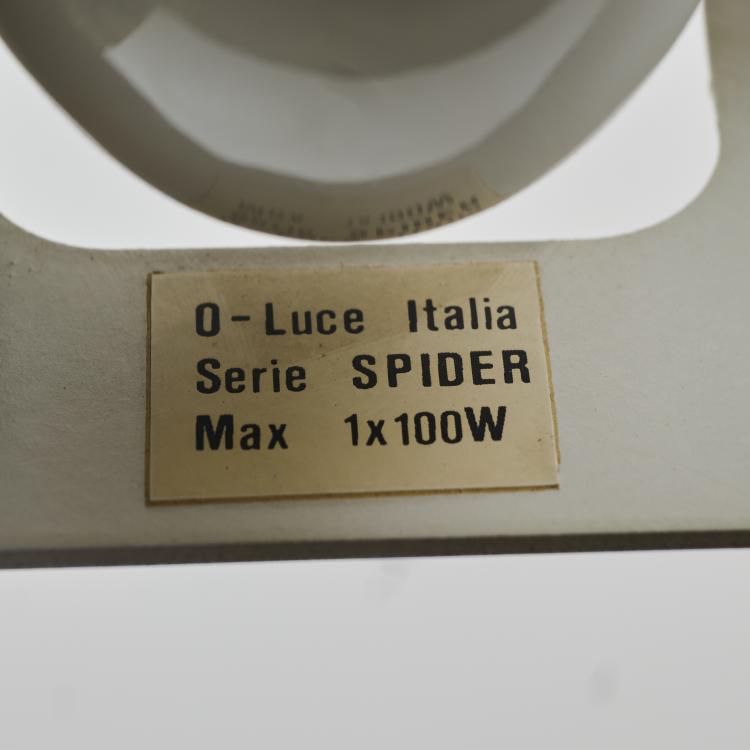 O-Luce Italia
Serie SPIDER
Max 1x100W